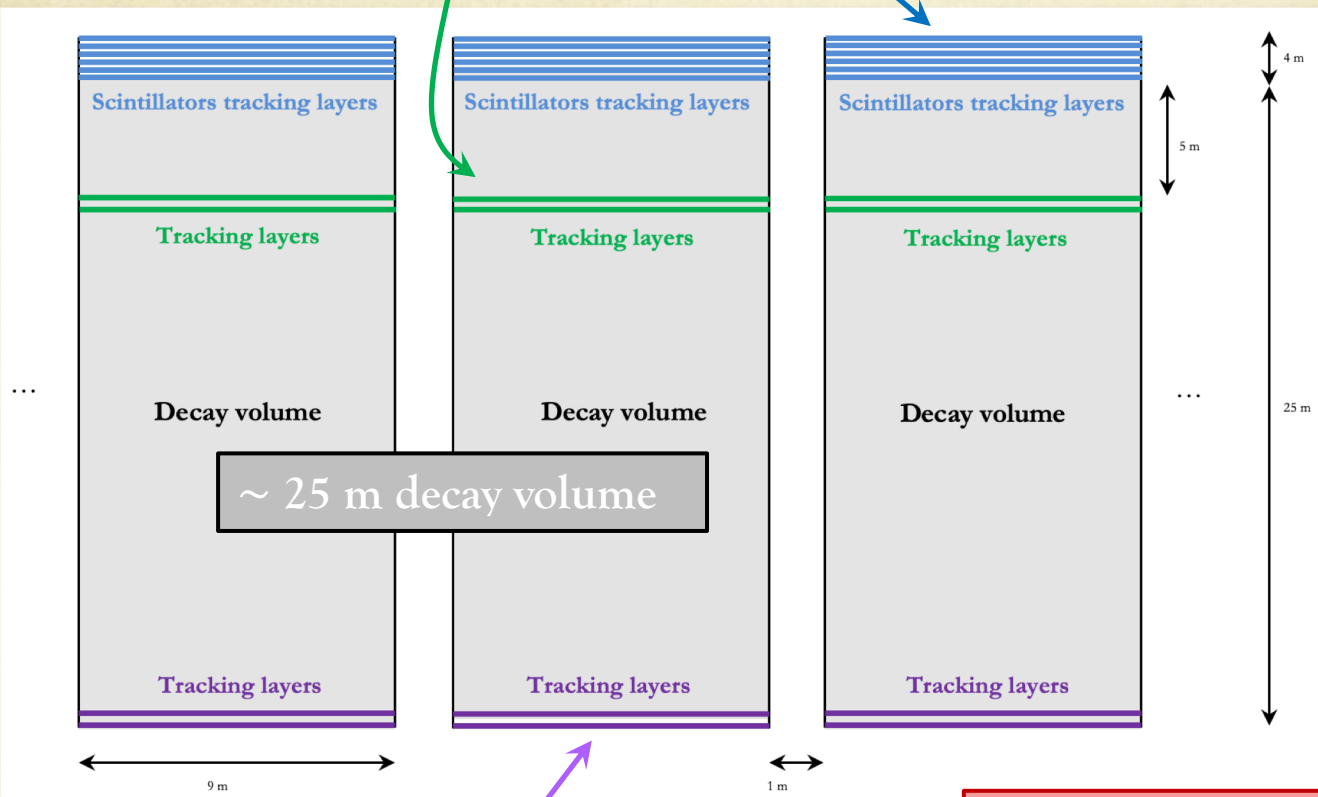 4 m
Scintillators tracking layers
Scintillators tracking layers
Scintillators tracking layers
5 m
Tracking layers
Tracking layers
Tracking layers
...
Decay volume
Decay volume
Decay volume
...
25 m
~ 25 m decay volume
Tracking layers
Tracking layers
Tracking layers
9 m
1 m